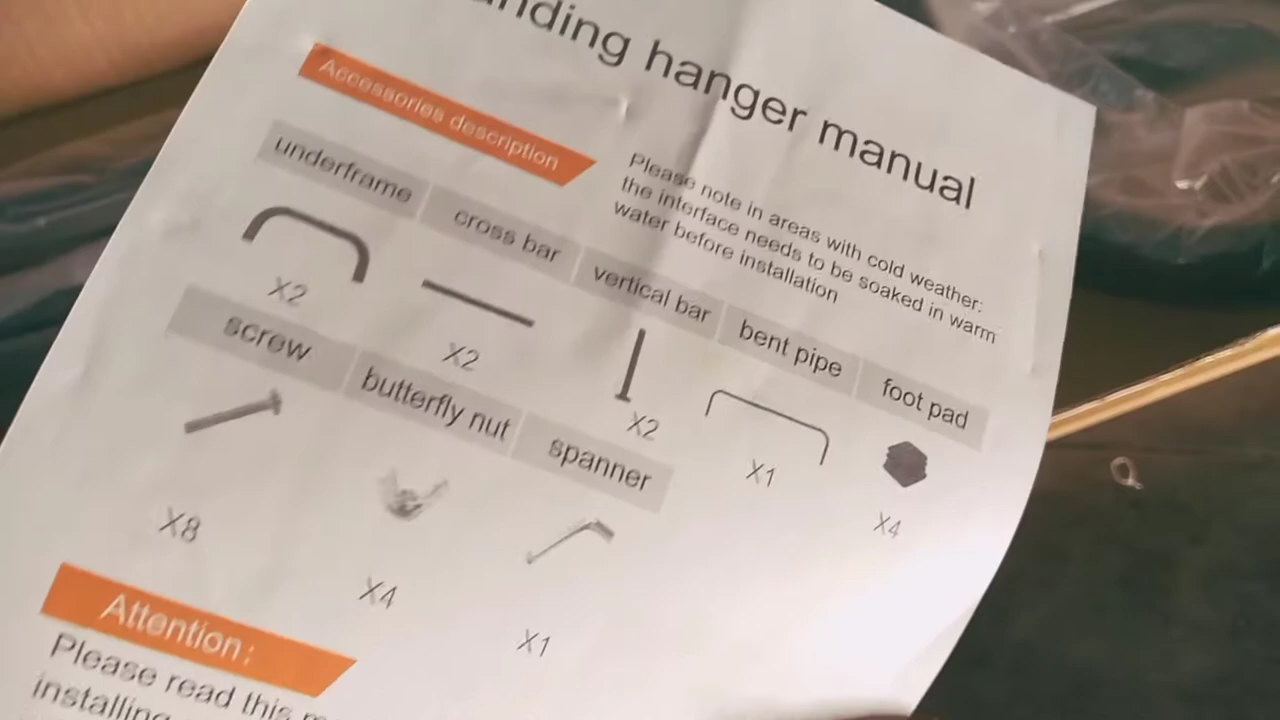 hanger manual
Accessories description
Please note in areas with cold weather:
the interface needs to be soaked in warm
water before installation
underframe
cross bar
vertical bar
bent pipe
foot pad
X2
X2
X2
X1
X4
screw
butterfly nut
spanner
X8
X4
X1
Attention:
Please read this
installing